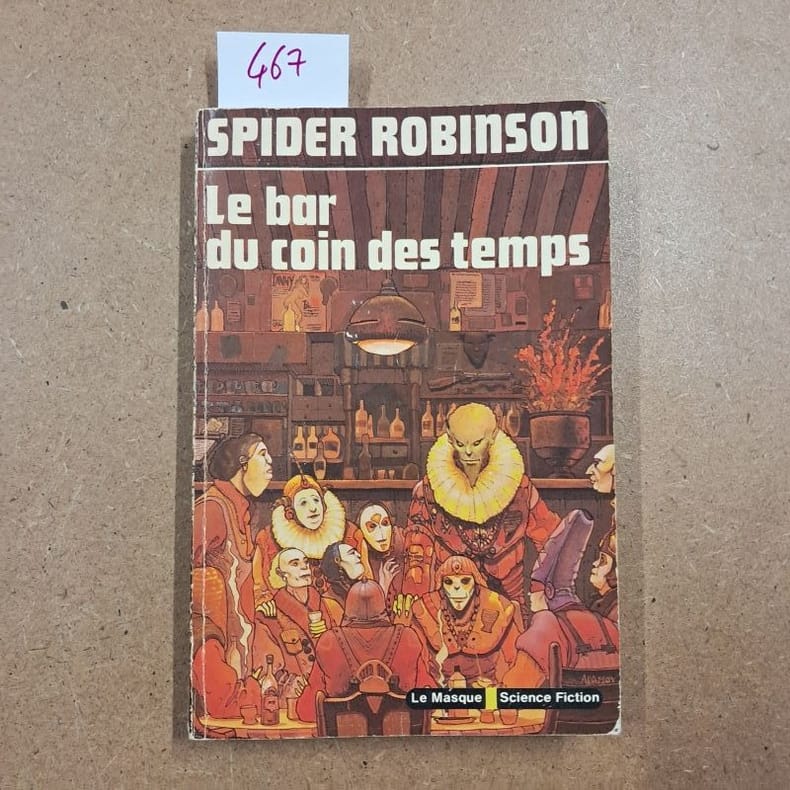 467
SPIDER ROBINSON
Le bar
du coin des temps
Le Masque Science Fiction